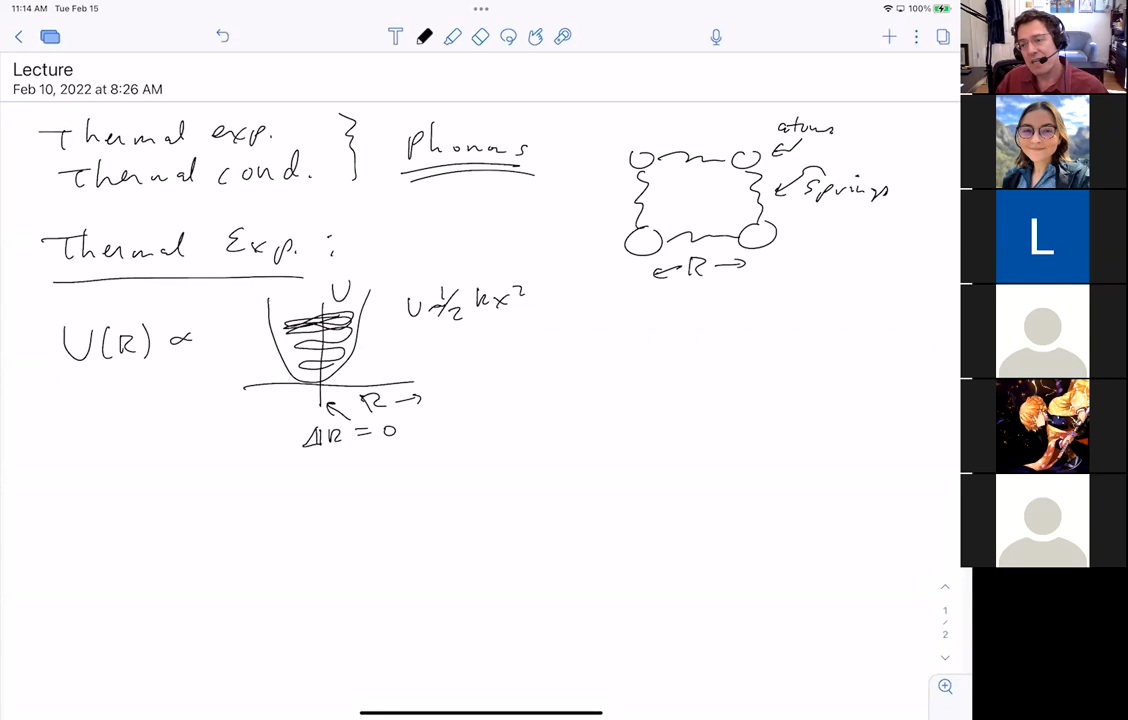 11:14 AM Tue Feb 15
100%
Lecture
Feb 10, 2022 at 8:26 AM
Thermal exp.
Thermal cond.
Phonons
atoms
Springs
R
Thermal Exp. :
U
U = 1/2 kx²
U(R) ∝
R →
ΔR = 0
L
1
/
2